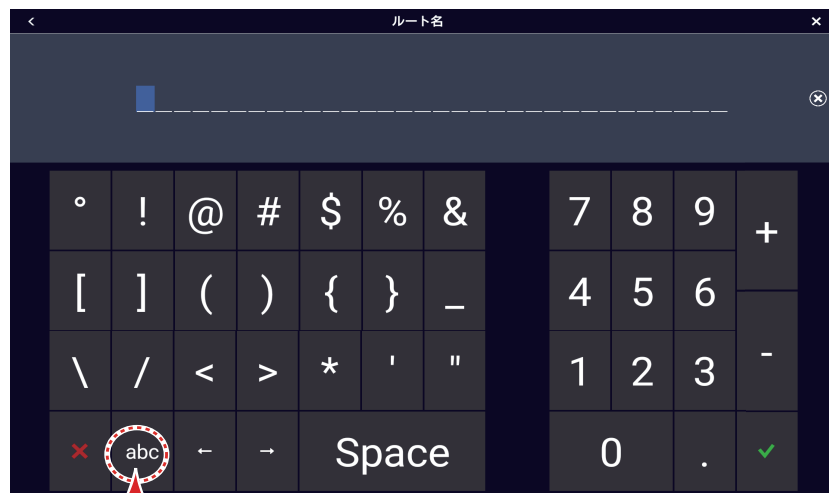 < ルート名 ×
° ! @ # $ % & 7 8 9 +
[ ] ( ) { } _ 4 5 6
\ / < > * ' " 1 2 3 -
× abc ← → Space 0 . ✓